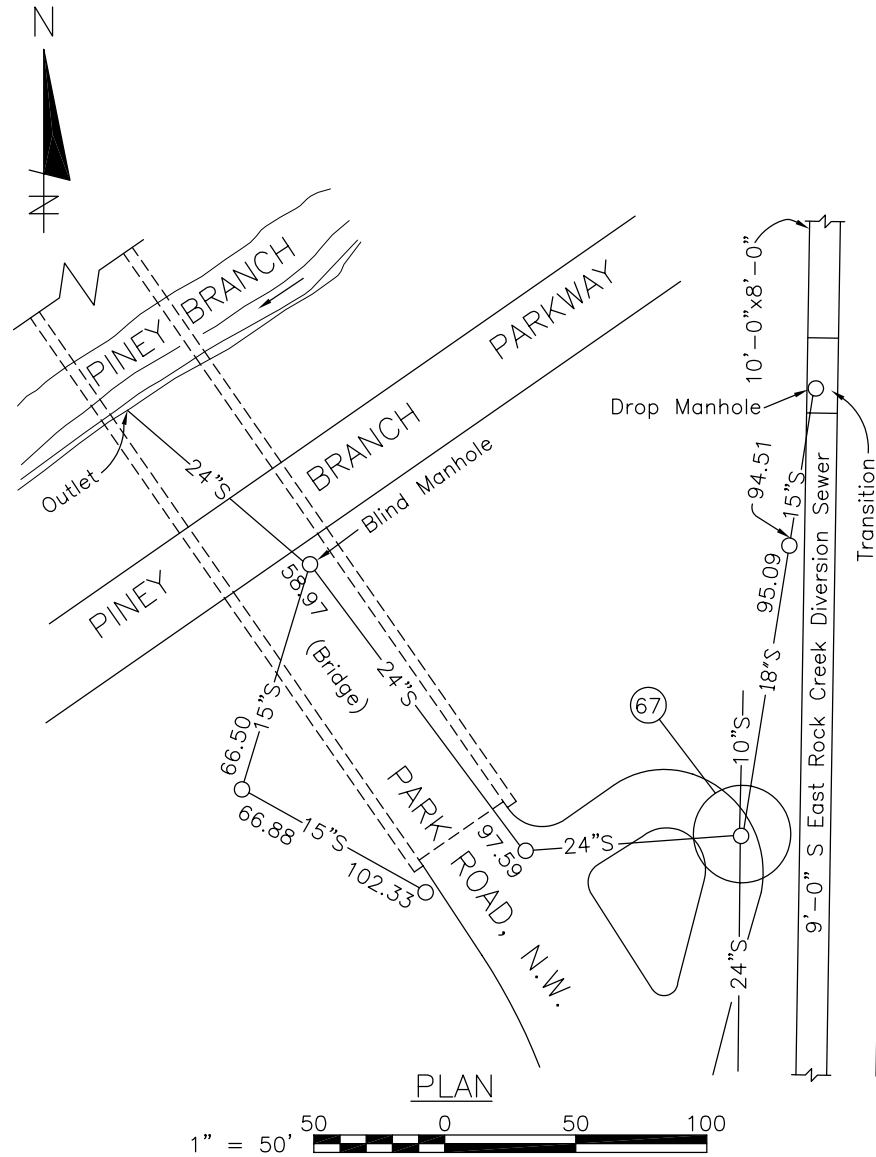 N
N
PINEY BRANCH
PARKWAY
BRANCH
PINEY
10'-0"x8'-0"
Drop Manhole
Transition
94.51
15"S
95.09
18"S
9'-0" S East Rock Creek Diversion Sewer
Outlet
24"S
Blind Manhole
58.97
(Bridge)
24"S
15"S
66.50
66.88
15"S
102.33
67
10"S
97.59
24"S
24"S
PARK ROAD, N.W.
PLAN
1" = 50'
50 0 50 100